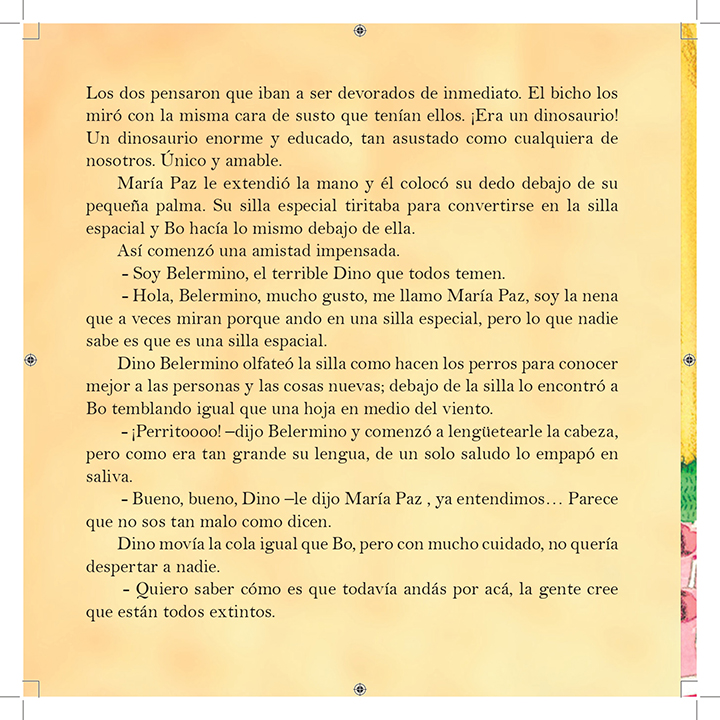 Los dos pensaron que iban a ser devorados de inmediato. El bicho los
miró con la misma cara de susto que tenían ellos. ¡Era un dinosaurio!
Un dinosaurio enorme y educado, tan asustado como cualquiera de
nosotros. Único y amable.
María Paz le extendió la mano y él colocó su dedo debajo de su
pequeña palma. Su silla especial tiritaba para convertirse en la silla
espacial y Bo hacía lo mismo debajo de ella.
Así comenzó una amistad impensada.
- Soy Belermino, el terrible Dino que todos temen.
- Hola, Belermino, mucho gusto, me llamo María Paz, soy la nena
que a veces miran porque ando en una silla especial, pero lo que nadie
sabe es que es una silla espacial.
Dino Belermino olfateó la silla como hacen los perros para conocer
mejor a las personas y las cosas nuevas; debajo de la silla lo encontró a
Bo temblando igual que una hoja en medio del viento.
- ¡Perritoooo! –dijo Belermino y comenzó a lengüetearle la cabeza,
pero como era tan grande su lengua, de un solo saludo lo empapó en
saliva.
- Bueno, bueno, Dino –le dijo María Paz , ya entendimos… Parece
que no sos tan malo como dicen.
Dino movía la cola igual que Bo, pero con mucho cuidado, no quería
despertar a nadie.
- Quiero saber cómo es que todavía andás por acá, la gente cree
que están todos extintos.